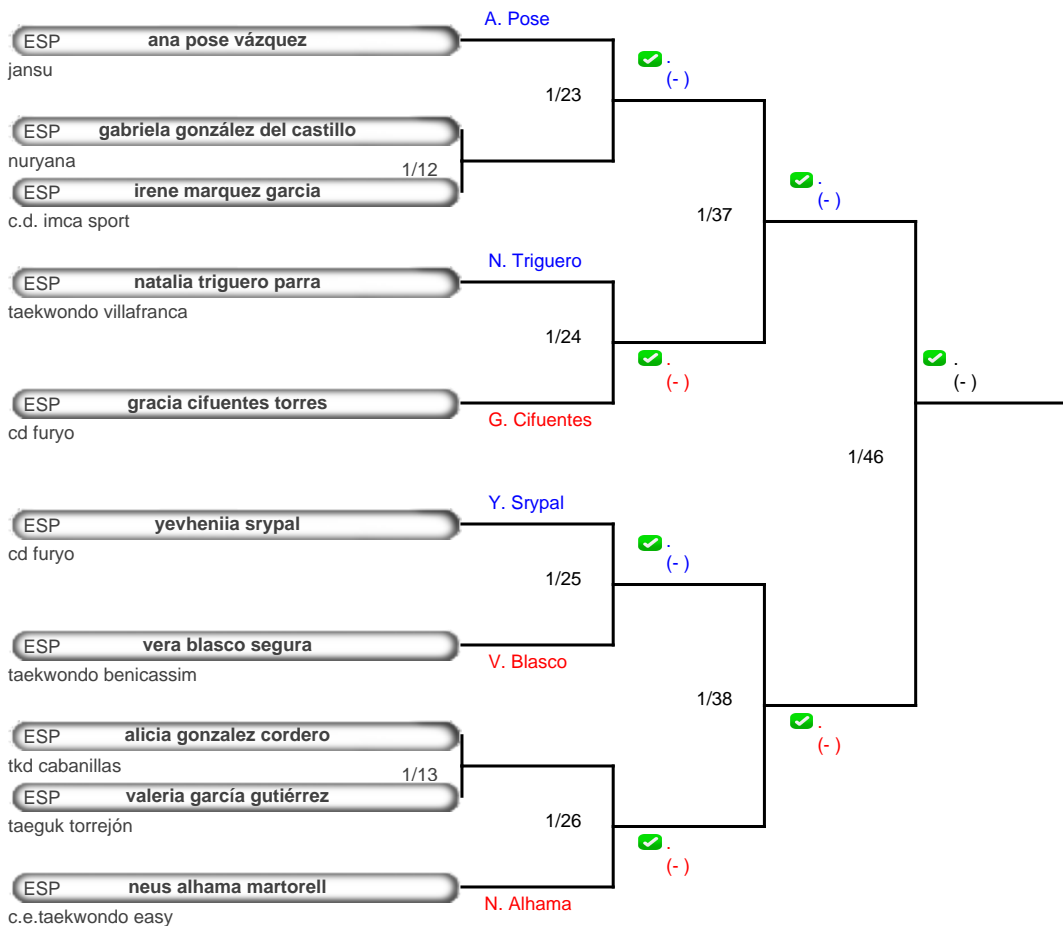 A. Pose
ESP ana pose vázquez
jansu
.
(- )
1/23
ESP gabriela gonzález del castillo
nuryana
1/12
ESP irene marquez garcia
c.d. imca sport
.
(- )
1/37
N. Triguero
ESP natalia triguero parra
taekwondo villafranca
1/24
.
(- )
.
(- )
ESP gracia cifuentes torres
cd furyo
G. Cifuentes
1/46
Y. Srypal
ESP yevheniia srypal
cd furyo
.
(- )
1/25
ESP vera blasco segura
taekwondo benicassim
V. Blasco
1/38
.
(- )
ESP alicia gonzalez cordero
tkd cabanillas
1/13
ESP valeria garcía gutiérrez
taeguk torrejón
1/26
.
(- )
ESP neus alhama martorell
c.e.taekwondo easy
N. Alhama